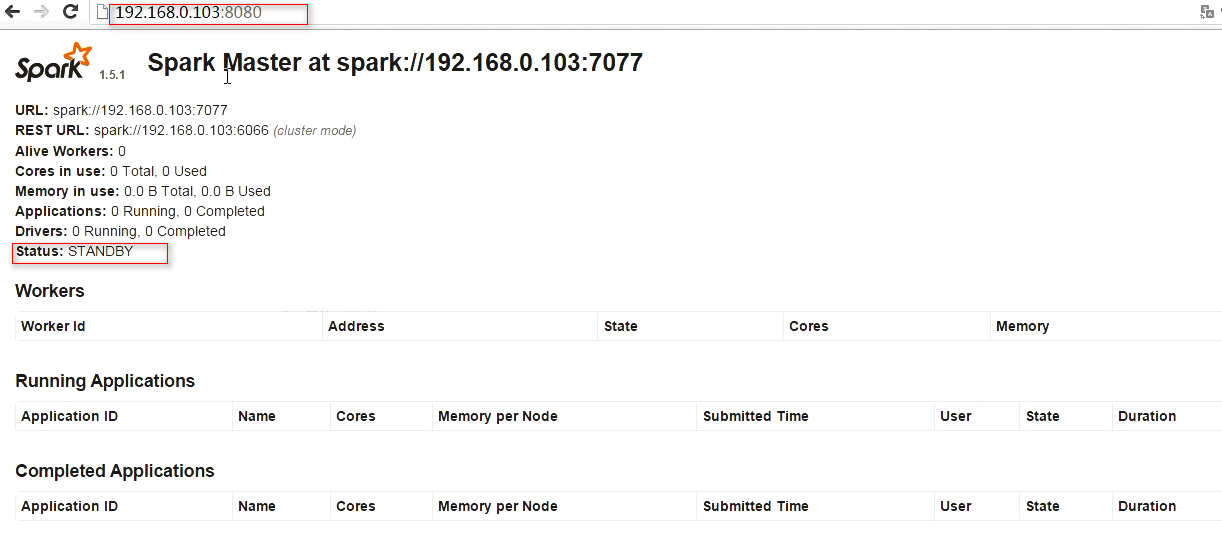 192.168.0.103:8080
Spark 1.5.1 Spark Master at spark://192.168.0.103:7077
URL: spark://192.168.0.103:7077
REST URL: spark://192.168.0.103:6066 (cluster mode)
Alive Workers: 0
Cores in use: 0 Total, 0 Used
Memory in use: 0.0 B Total, 0.0 B Used
Applications: 0 Running, 0 Completed
Drivers: 0 Running, 0 Completed
Status: STANDBY
Workers
Worker Id Address State Cores Memory
Running Applications
Application ID Name Cores Memory per Node Submitted Time User State Duration
Completed Applications
Application ID Name Cores Memory per Node Submitted Time User State Duration